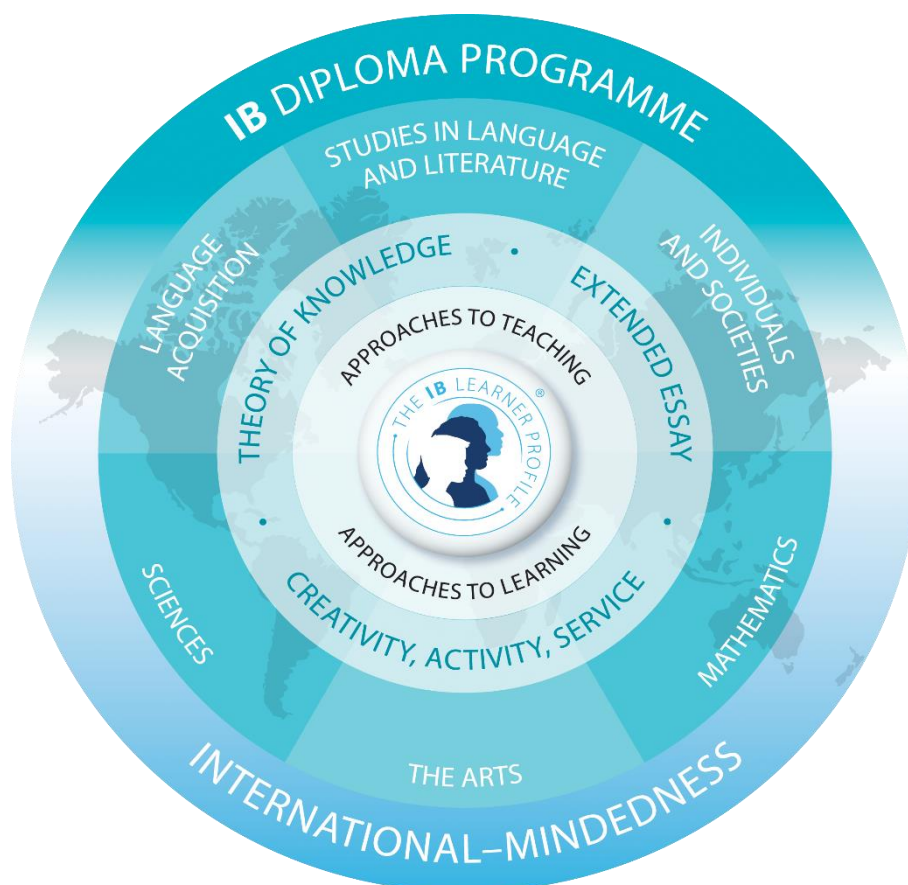 IB DIPLOMA PROGRAMME
STUDIES IN LANGUAGE
AND LITERATURE
LANGUAGE
ACQUISITION
INDIVIDUALS
AND SOCIETIES
THEORY OF KNOWLEDGE
EXTENDED ESSAY
APPROACHES TO TEACHING
THE IB LEARNER PROFILE ®
APPROACHES TO LEARNING
CREATIVITY, ACTIVITY, SERVICE
SCIENCES
MATHEMATICS
THE ARTS
INTERNATIONAL–MINDEDNESS